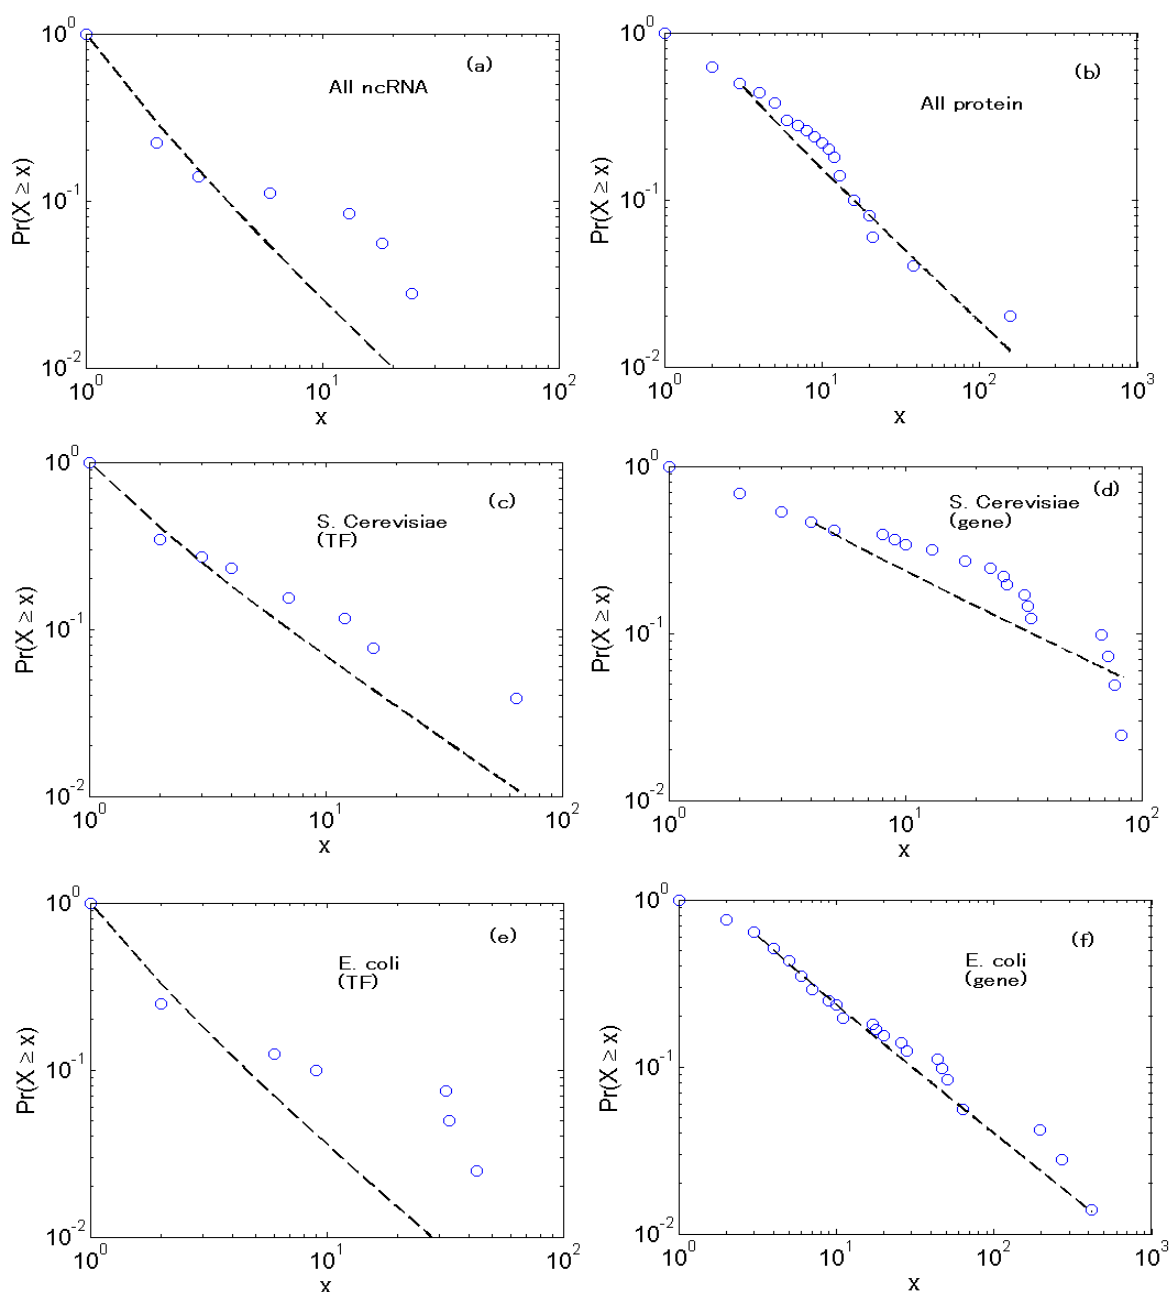 10^0
(a)
All ncRNA
Pr(X ≥ x)
10^-1
10^-2
10^0
10^1
10^2
x
10^0
(b)
All protein
Pr(X ≥ x)
10^-1
10^-2
10^0
10^1
10^2
10^3
x
10^0
(c)
S. Cerevisiae
(TF)
Pr(X ≥ x)
10^-1
10^-2
10^0
10^1
10^2
x
10^0
(d)
S. Cerevisiae
(gene)
Pr(X ≥ x)
10^-1
10^-2
10^0
10^1
10^2
x
10^0
(e)
E. coli
(TF)
Pr(X ≥ x)
10^-1
10^-2
10^0
10^1
10^2
x
10^0
(f)
E. coli
(gene)
Pr(X ≥ x)
10^-1
10^-2
10^0
10^1
10^2
10^3
x